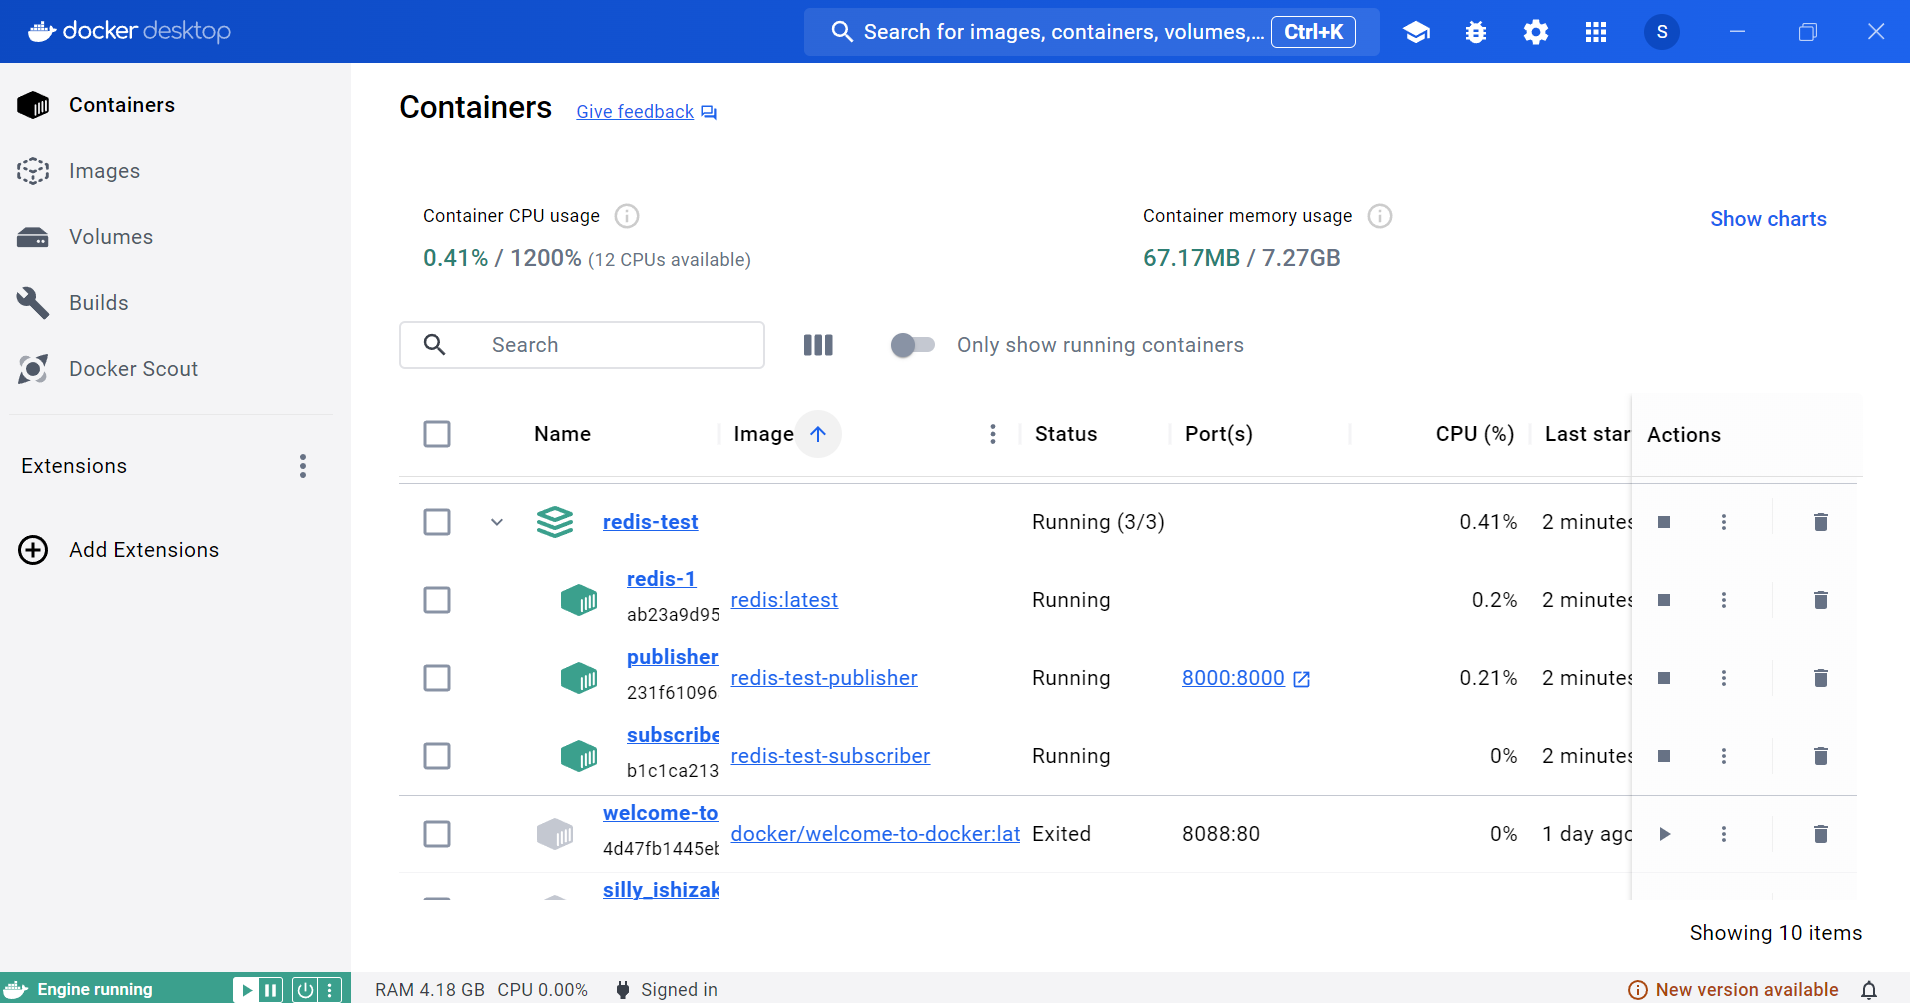 docker desktop
Search for images, containers, volumes,... Ctrl+K
S
Containers
Images
Volumes
Builds
Docker Scout
Extensions
Add Extensions
Containers Give feedback
Container CPU usage
0.41% / 1200% (12 CPUs available)
Container memory usage
67.17MB / 7.27GB
Show charts
Search
Only show running containers
Name Image Status Port(s) CPU (%) Last star Actions
redis-test Running (3/3) 0.41% 2 minutes
redis-1
ab23a9d95 redis:latest Running 0.2% 2 minutes
publisher
231f61096 redis-test-publisher Running 8000:8000 0.21% 2 minutes
subscribe
b1c1ca213 redis-test-subscriber Running 0% 2 minutes
welcome-to
4d47fb1445eb docker/welcome-to-docker:lat Exited 8088:80 0% 1 day ago
silly_ishizak
Showing 10 items
Engine running
RAM 4.18 GB CPU 0.00% Signed in
New version available